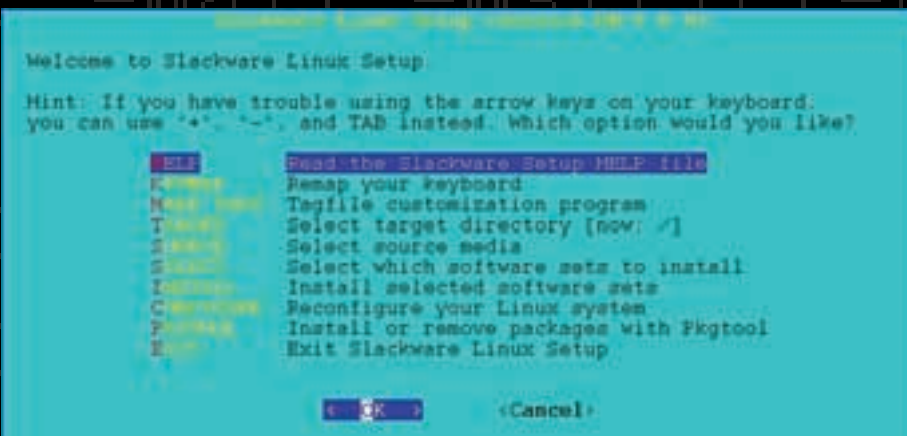 Welcome to Slackware Linux Setup.
Hint: If you have trouble using the arrow keys on your keyboard,
you can use '+', '-', and TAB instead. Which option would you like?
HELP Read the Slackware Setup HELP file
Remap your keyboard
Tagfile customization program
Select target directory [now: /]
Select source media
Select which software sets to install
Install selected software sets
Reconfigure your Linux system
Install or remove packages with Pkgtool
Exit Slackware Linux Setup
< OK > <Cancel>